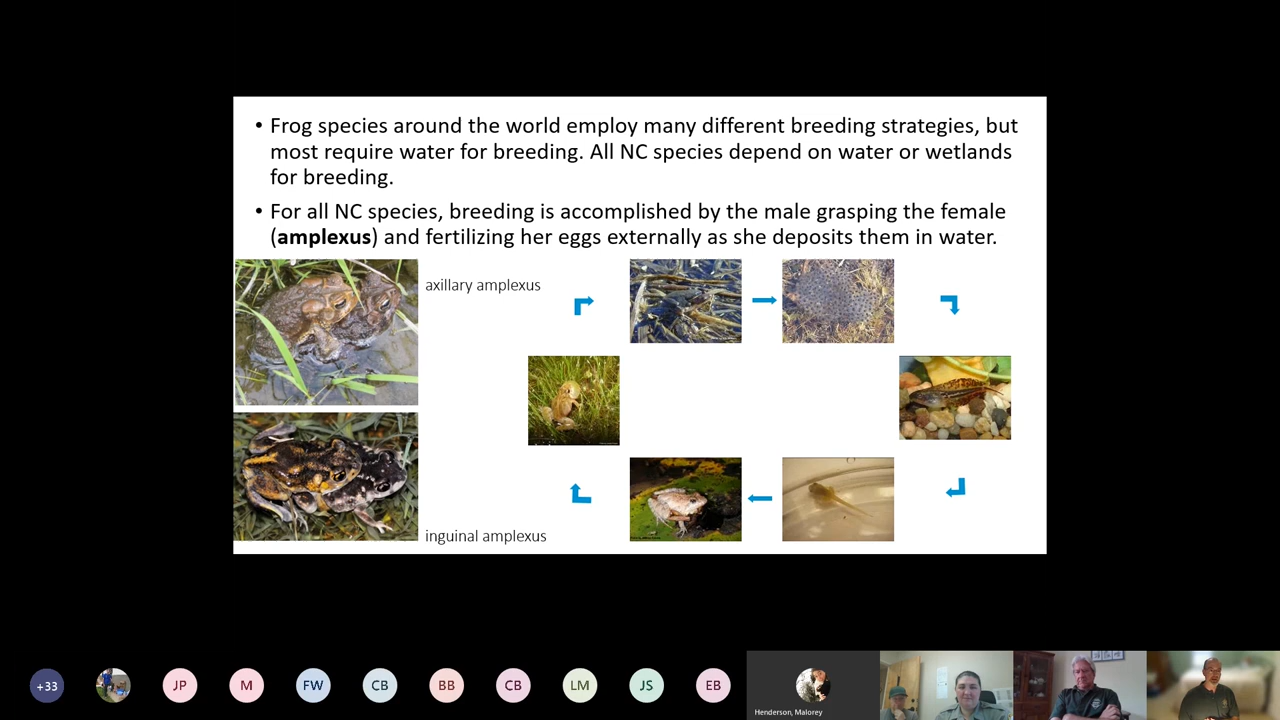 • Frog species around the world employ many different breeding strategies, but
most require water for breeding. All NC species depend on water or wetlands
for breeding.
• For all NC species, breeding is accomplished by the male grasping the female
(amplexus) and fertilizing her eggs externally as she deposits them in water.
axillary amplexus
inguinal amplexus
+33
JP
M
FW
CB
BB
CB
LM
JS
EB
Henderson, Malorey